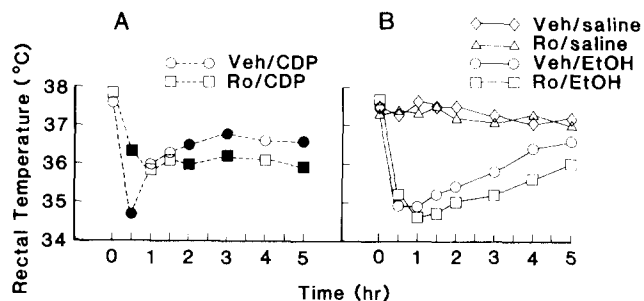 A
Veh/CDP
Ro/CDP
B
Veh/saline
Ro/saline
Veh/EtOH
Ro/EtOH
Rectal Temperature (°C)
38
37
36
35
34
0 1 2 3 4 5
0 1 2 3 4 5
Time (hr)